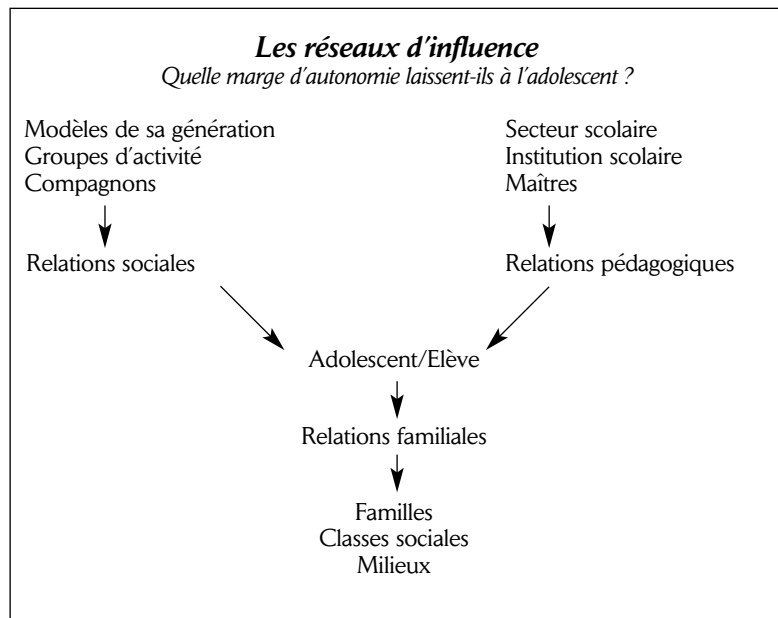 Les réseaux d'influence
Quelle marge d'autonomie laissent-ils à l'adolescent ?
Modèles de sa génération
Groupes d'activité
Compagnons
Secteur scolaire
Institution scolaire
Maîtres
Relations sociales
Relations pédagogiques
Adolescent/Elève
Relations familiales
Familles
Classes sociales
Milieux